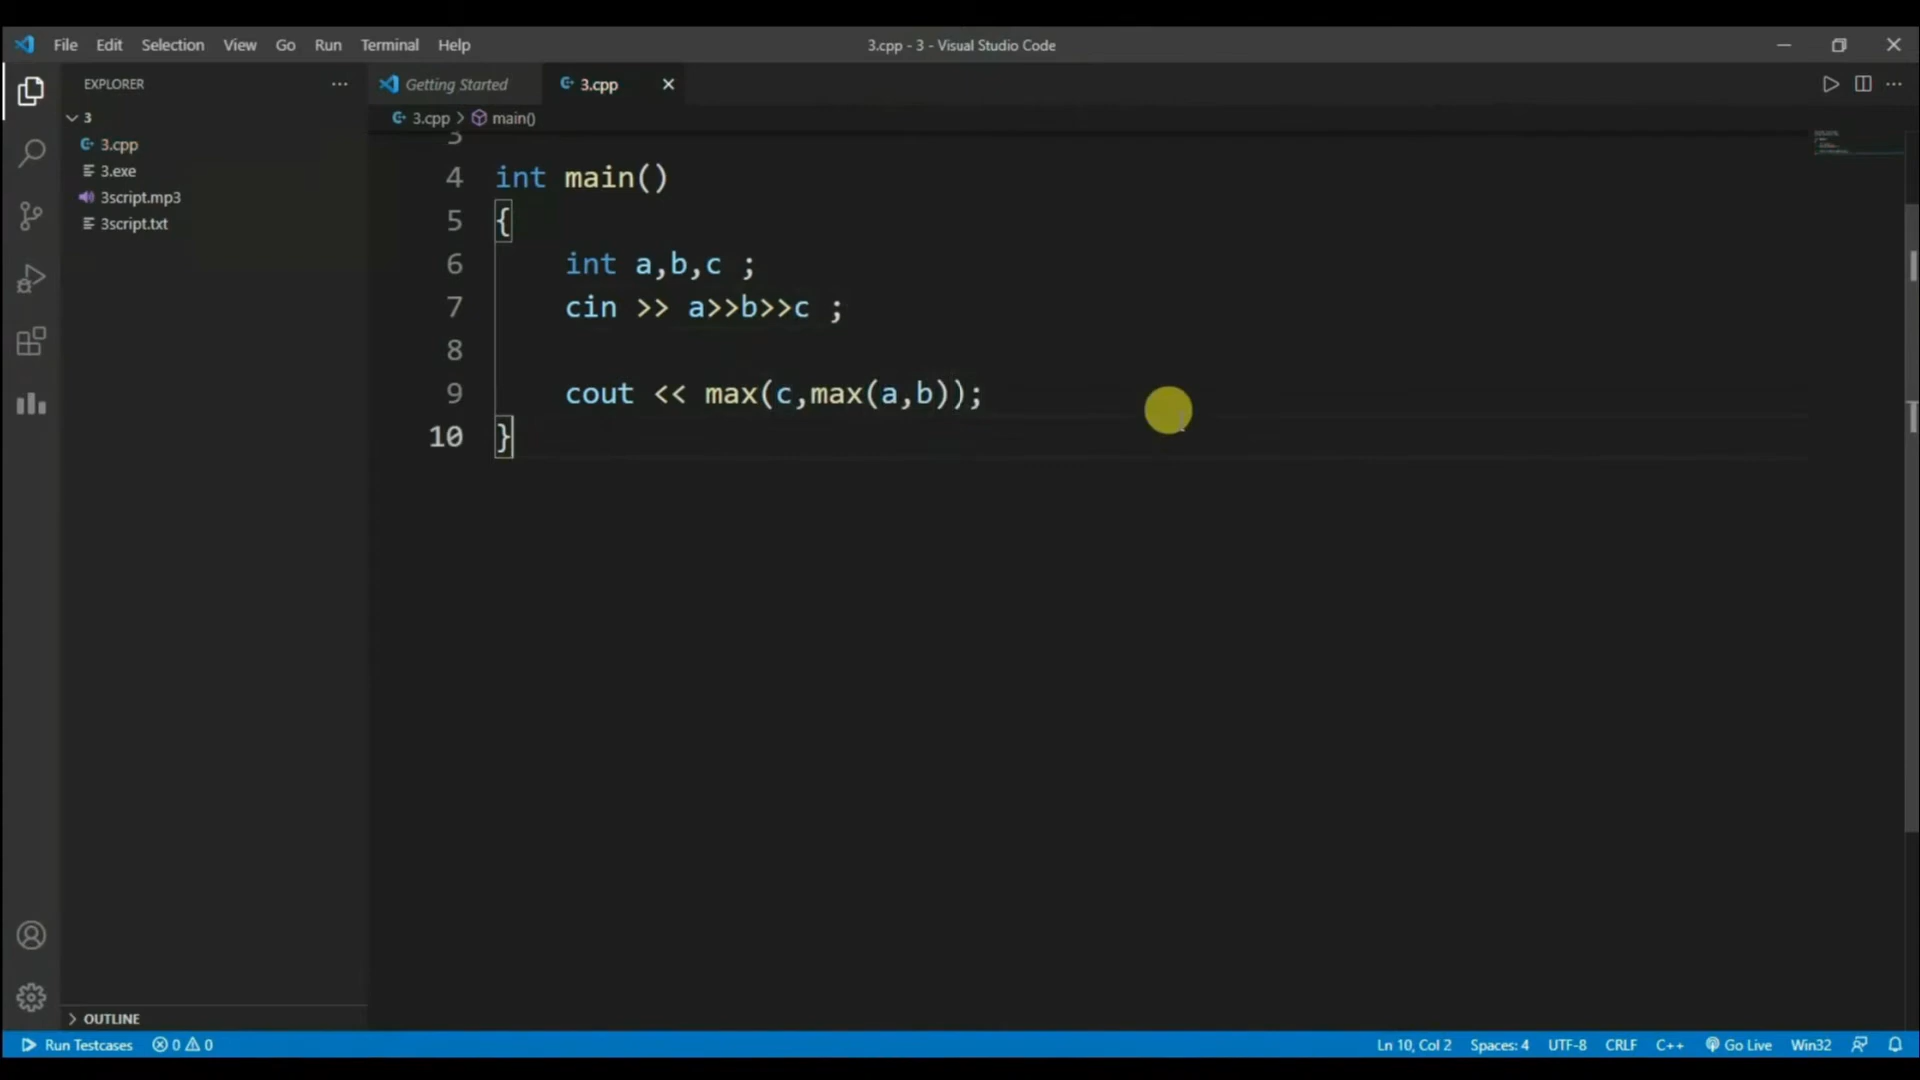 File Edit Selection View Go Run Terminal Help
3.cpp - 3 - Visual Studio Code
EXPLORER
Getting Started
3.cpp
3.cpp > main()
3
3.cpp
3.exe
3script.mp3
3script.txt
3
4 int main()
5 {
6 int a,b,c ;
7 cin >> a>>b>>c ;
8
9 cout << max(c,max(a,b));
10 }
OUTLINE
Run Testcases 0 0
Ln 10, Col 2 Spaces: 4 UTF-8 CRLF C++ Go Live Win32